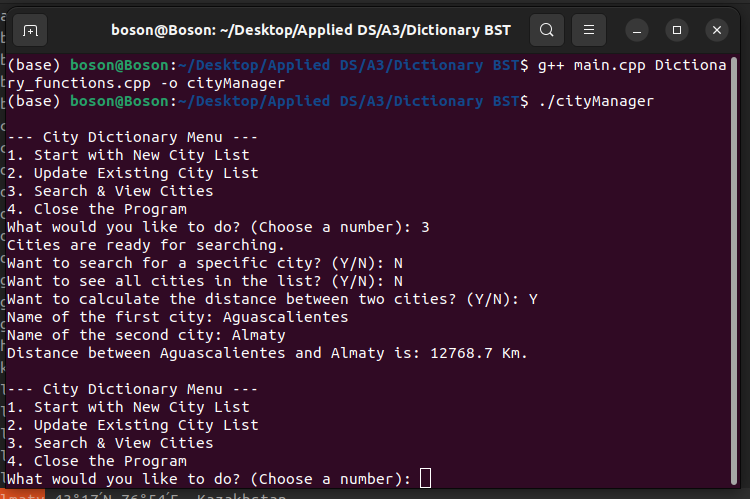 boson@Boson: ~/Desktop/Applied DS/A3/Dictionary BST
(base) boson@Boson:~/Desktop/Applied DS/A3/Dictionary BST$ g++ main.cpp Dictiona
ry_functions.cpp -o cityManager
(base) boson@Boson:~/Desktop/Applied DS/A3/Dictionary BST$ ./cityManager
--- City Dictionary Menu ---
1. Start with New City List
2. Update Existing City List
3. Search & View Cities
4. Close the Program
What would you like to do? (Choose a number): 3
Cities are ready for searching.
Want to search for a specific city? (Y/N): N
Want to see all cities in the list? (Y/N): N
Want to calculate the distance between two cities? (Y/N): Y
Name of the first city: Aguascalientes
Name of the second city: Almaty
Distance between Aguascalientes and Almaty is: 12768.7 Km.
--- City Dictionary Menu ---
1. Start with New City List
2. Update Existing City List
3. Search & View Cities
4. Close the Program
What would you like to do? (Choose a number):